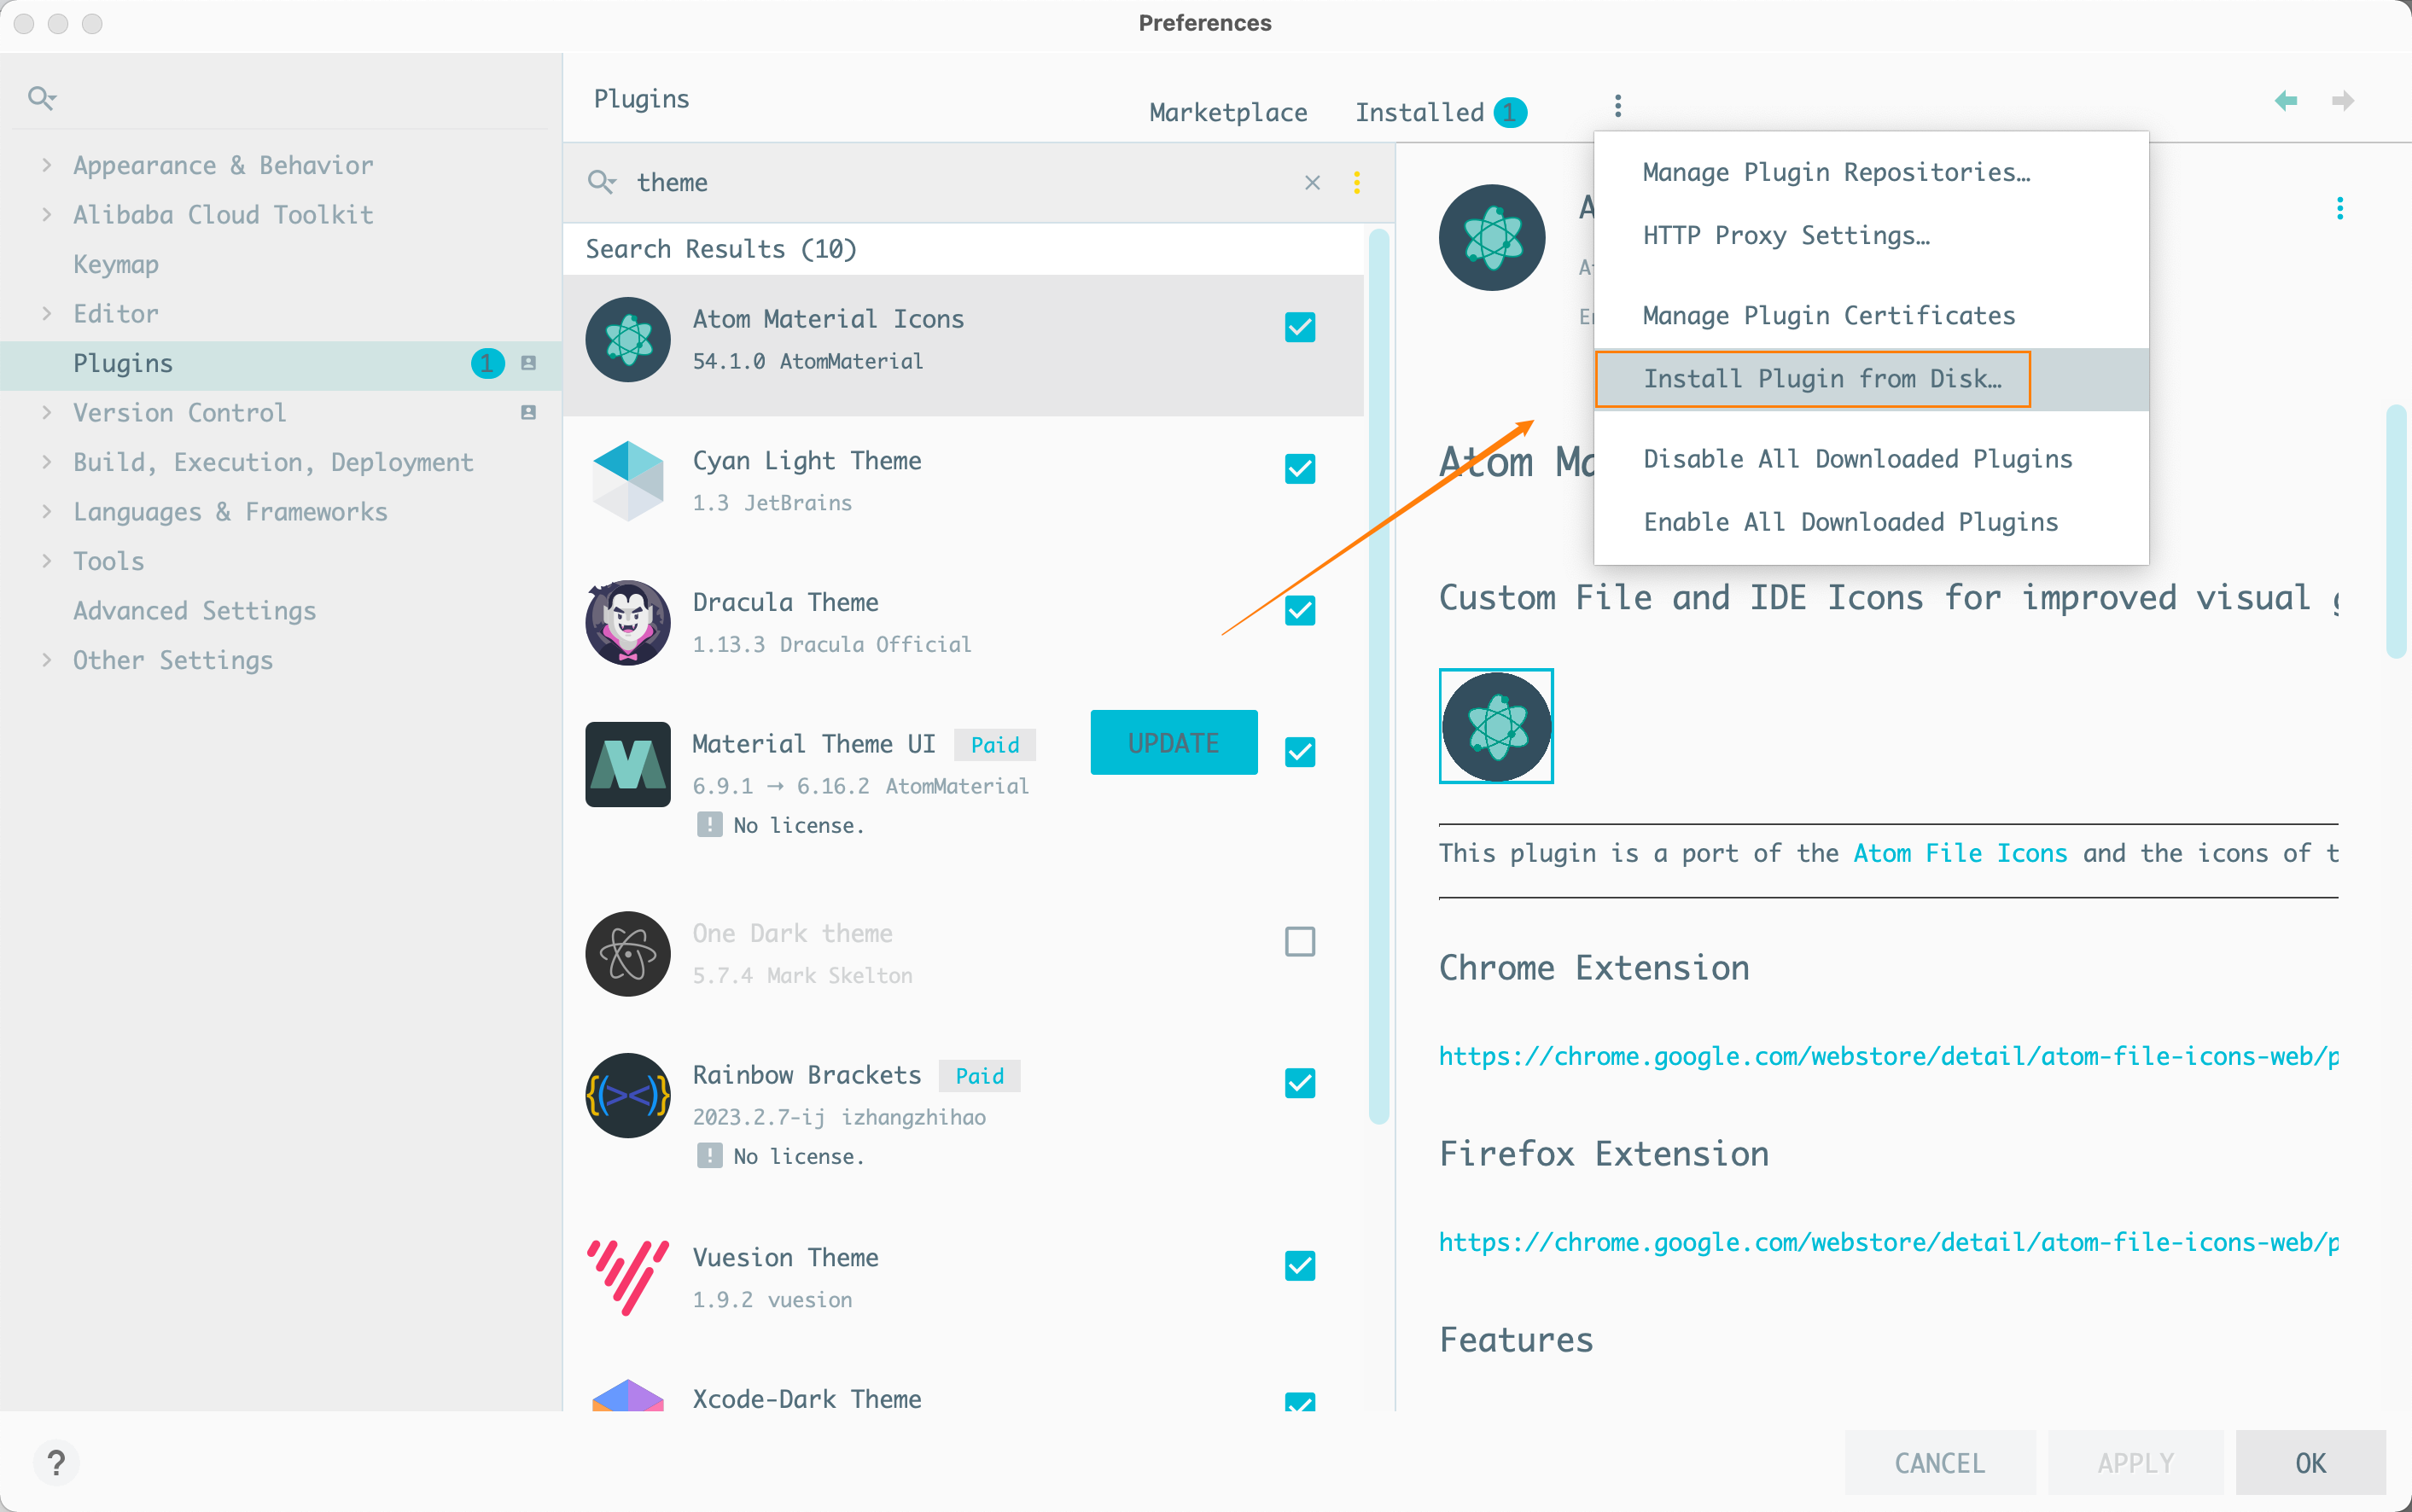 Preferences
Plugins
Marketplace
Installed 1
Appearance & Behavior
Alibaba Cloud Toolkit
Keymap
Editor
Plugins 1
Version Control
Build, Execution, Deployment
Languages & Frameworks
Tools
Advanced Settings
Other Settings
theme
Search Results (10)
Atom Material Icons
54.1.0 AtomMaterial
Cyan Light Theme
1.3 JetBrains
Dracula Theme
1.13.3 Dracula Official
Material Theme UI Paid
UPDATE
6.9.1 → 6.16.2 AtomMaterial
No license.
One Dark theme
5.7.4 Mark Skelton
Rainbow Brackets Paid
2023.2.7-ij izhangzhihao
No license.
Vuesion Theme
1.9.2 vuesion
Xcode-Dark Theme
Manage Plugin Repositories…
HTTP Proxy Settings…
Manage Plugin Certificates
Install Plugin from Disk…
Disable All Downloaded Plugins
Enable All Downloaded Plugins
Atom
Custom File and IDE Icons for improved visual
This plugin is a port of the Atom File Icons and the icons of
Chrome Extension
https://chrome.google.com/webstore/detail/atom-file-icons-web/p
Firefox Extension
https://chrome.google.com/webstore/detail/atom-file-icons-web/p
Features
?
CANCEL
APPLY
OK